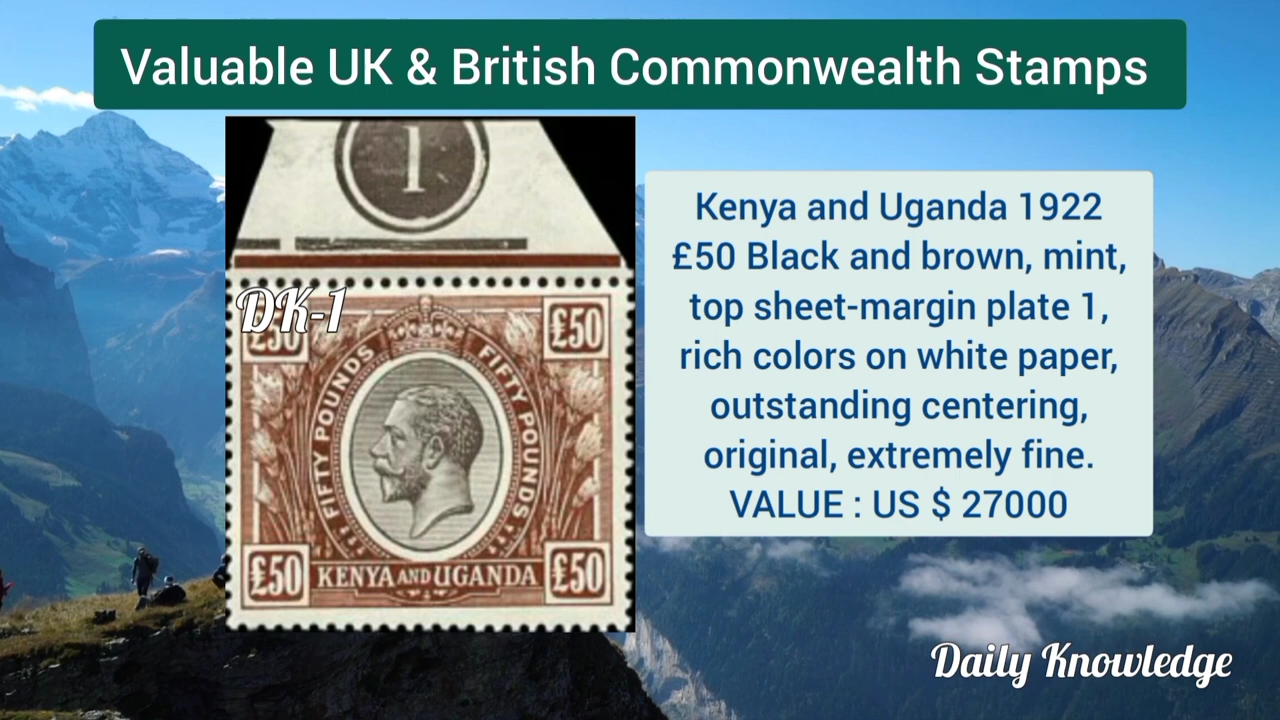 Valuable UK & British Commonwealth Stamps
1
DK-1
£50
£50
FIFTY POUNDS
FIFTY POUNDS
£50
KENYA AND UGANDA
£50
Kenya and Uganda 1922
£50 Black and brown, mint,
top sheet-margin plate 1,
rich colors on white paper,
outstanding centering,
original, extremely fine.
VALUE : US $ 27000
Daily Knowledge